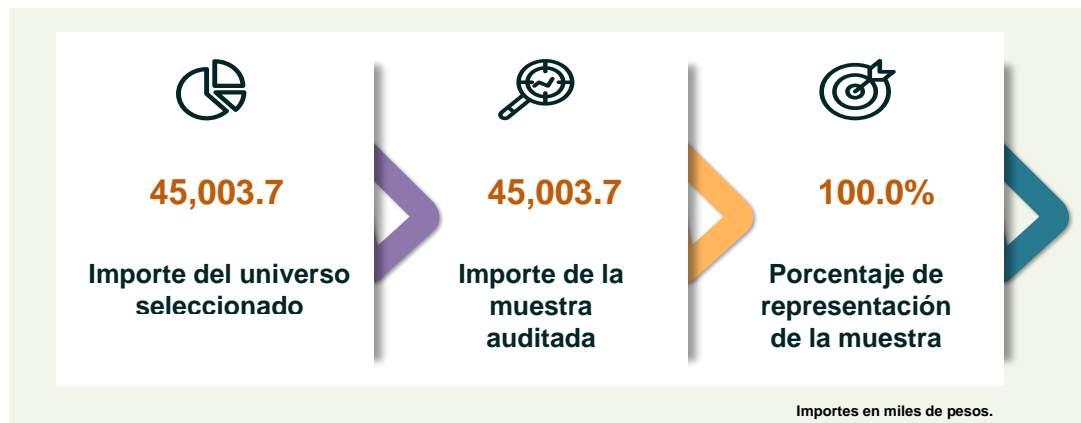 45,003.7
Importe del universo
seleccionado
45,003.7
Importe de la
muestra
auditada
100.0%
Porcentaje de
representación
de la muestra
Importes en miles de pesos.